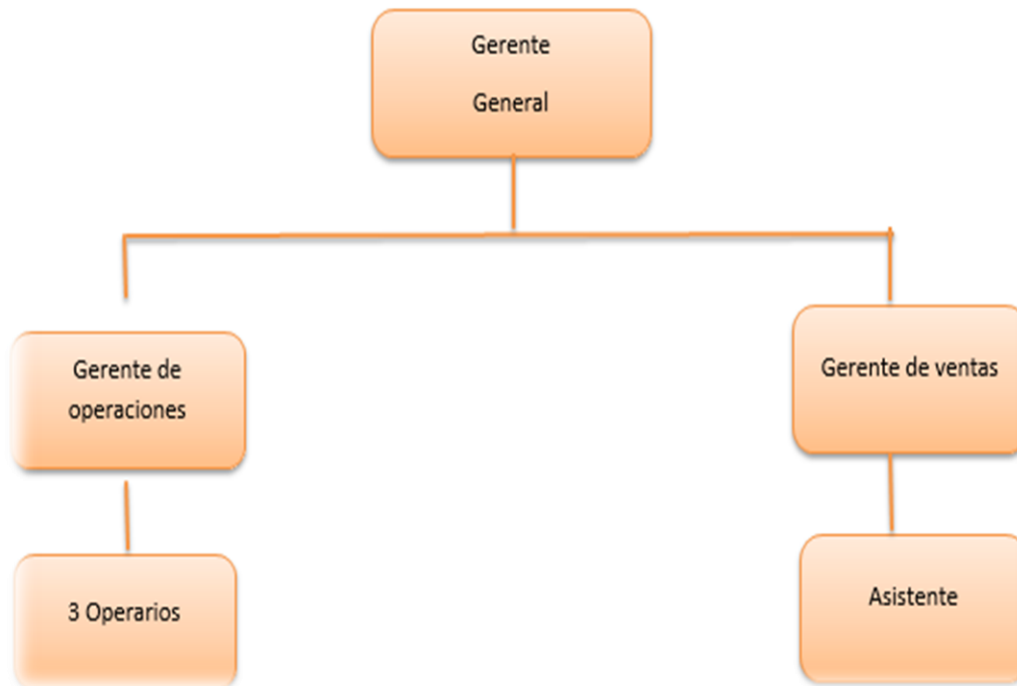 Gerente
General
Gerente de
operaciones
Gerente de ventas
3 Operarios
Asistente